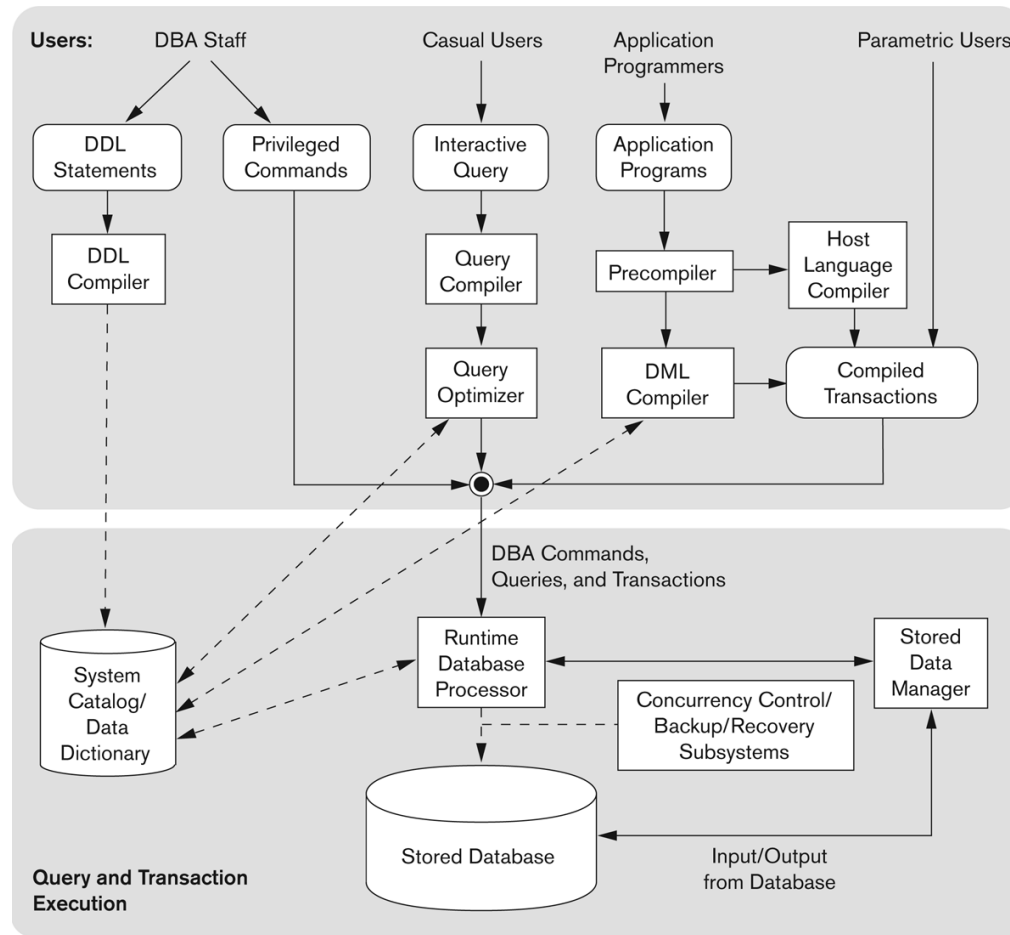 Users:
DBA Staff
Casual Users
Application
Programmers
Parametric Users
DDL
Statements
Privileged
Commands
Interactive
Query
Application
Programs
DDL
Compiler
Query
Compiler
Precompiler
Host
Language
Compiler
Query
Optimizer
DML
Compiler
Compiled
Transactions
DBA Commands,
Queries, and Transactions
System
Catalog/
Data
Dictionary
Runtime
Database
Processor
Stored
Data
Manager
Concurrency Control/
Backup/Recovery
Subsystems
Stored Database
Input/Output
from Database
Query and Transaction
Execution